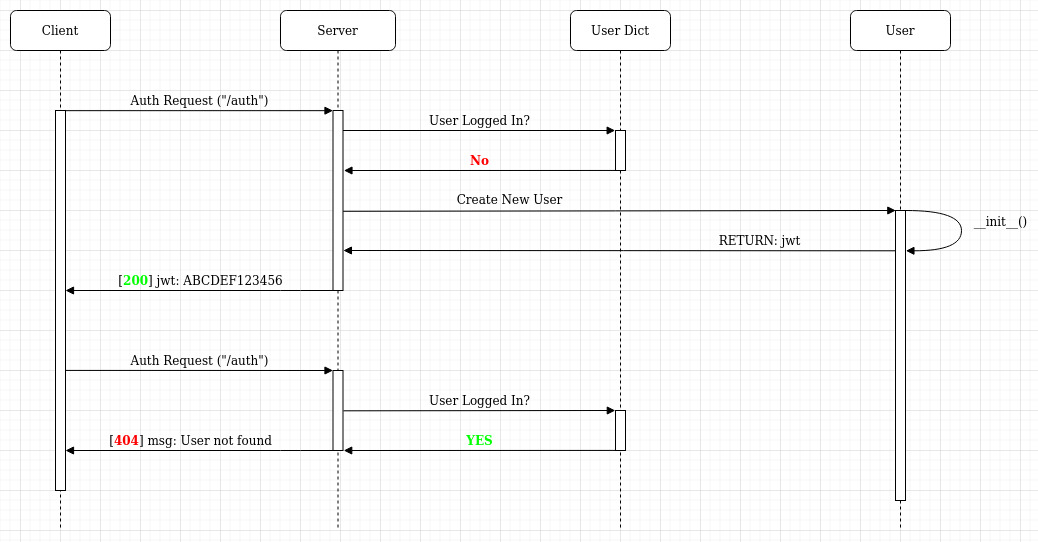 Client
Server
User Dict
User
Auth Request ("/auth")
User Logged In?
No
Create New User
__init__()
RETURN: jwt
[200] jwt: ABCDEF123456
Auth Request ("/auth")
User Logged In?
[404] msg: User not found
YES